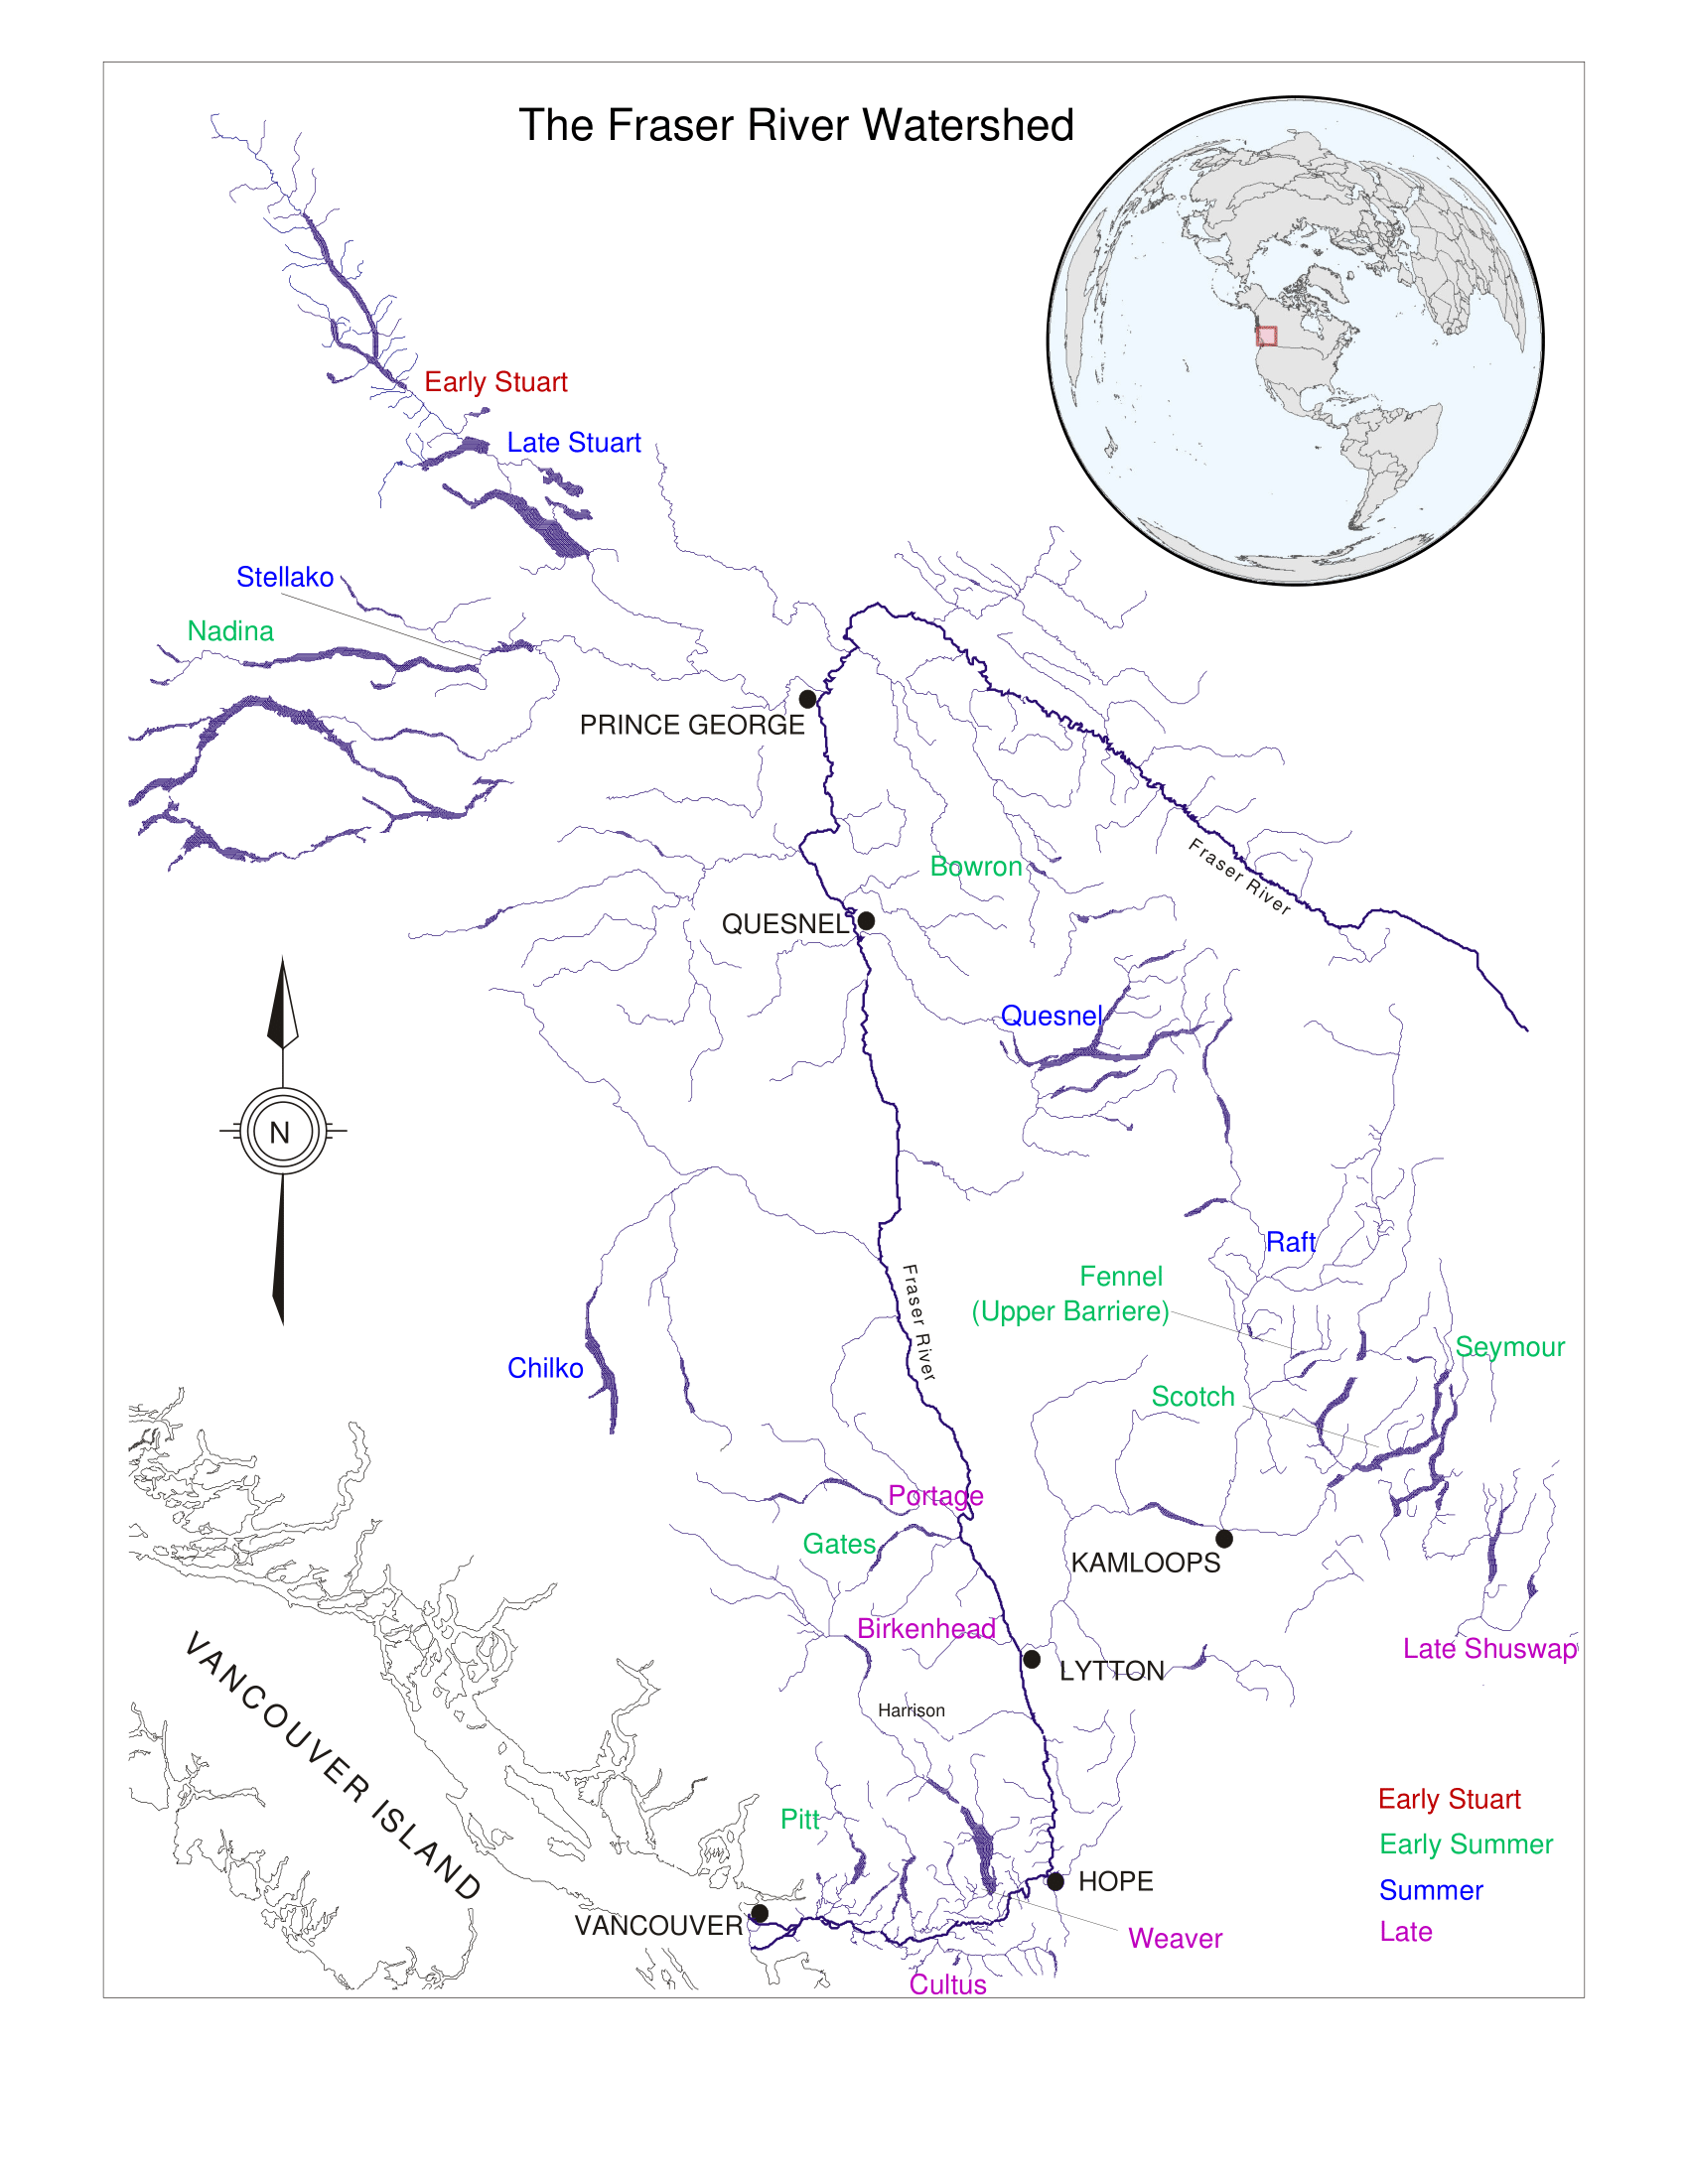 The Fraser River Watershed
Early Stuart
Late Stuart
Stellako
Nadina
PRINCE GEORGE
Bowron
Fraser River
QUESNEL
Quesnel
N
Raft
Fennel
(Upper Barriere)
Fraser River
Seymour
Chilko
Scotch
Portage
Gates
KAMLOOPS
Birkenhead
LYTTON
Late Shuswap
VANCOUVER ISLAND
Harrison
Pitt
HOPE
VANCOUVER
Weaver
Cultus
Early Stuart
Early Summer
Summer
Late